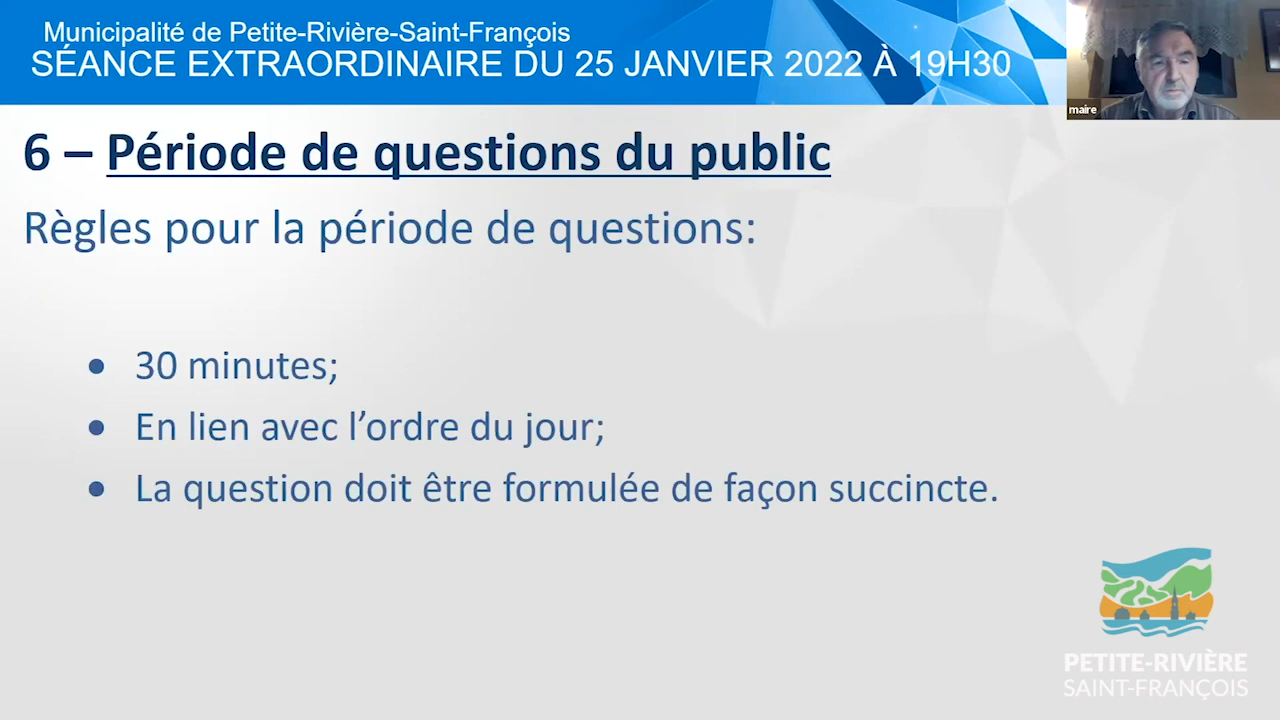 Municipalité de Petite-Rivière-Saint-François
SÉANCE EXTRAORDINAIRE DU 25 JANVIER 2022 À 19H30
maire
6 – Période de questions du public
Règles pour la période de questions:
• 30 minutes;
• En lien avec l’ordre du jour;
• La question doit être formulée de façon succincte.
PETITE-RIVIÈRE
SAINT-FRANÇOIS